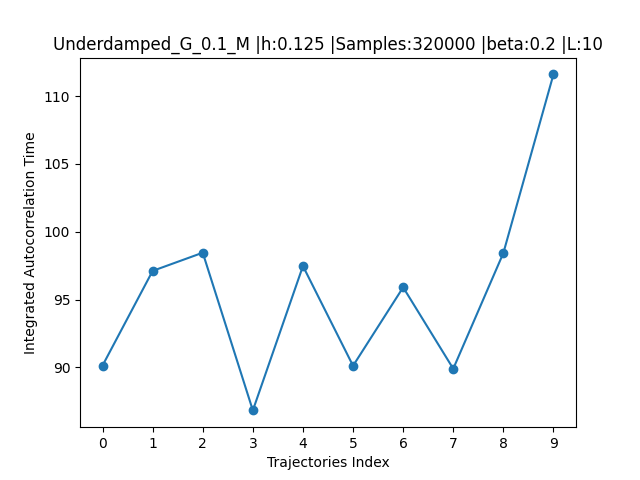 Underdamped_G_0.1_M |h:0.125 |Samples:320000 |beta:0.2 |L:10
Integrated Autocorrelation Time
110
105
100
95
90
0 1 2 3 4 5 6 7 8 9
Trajectories Index